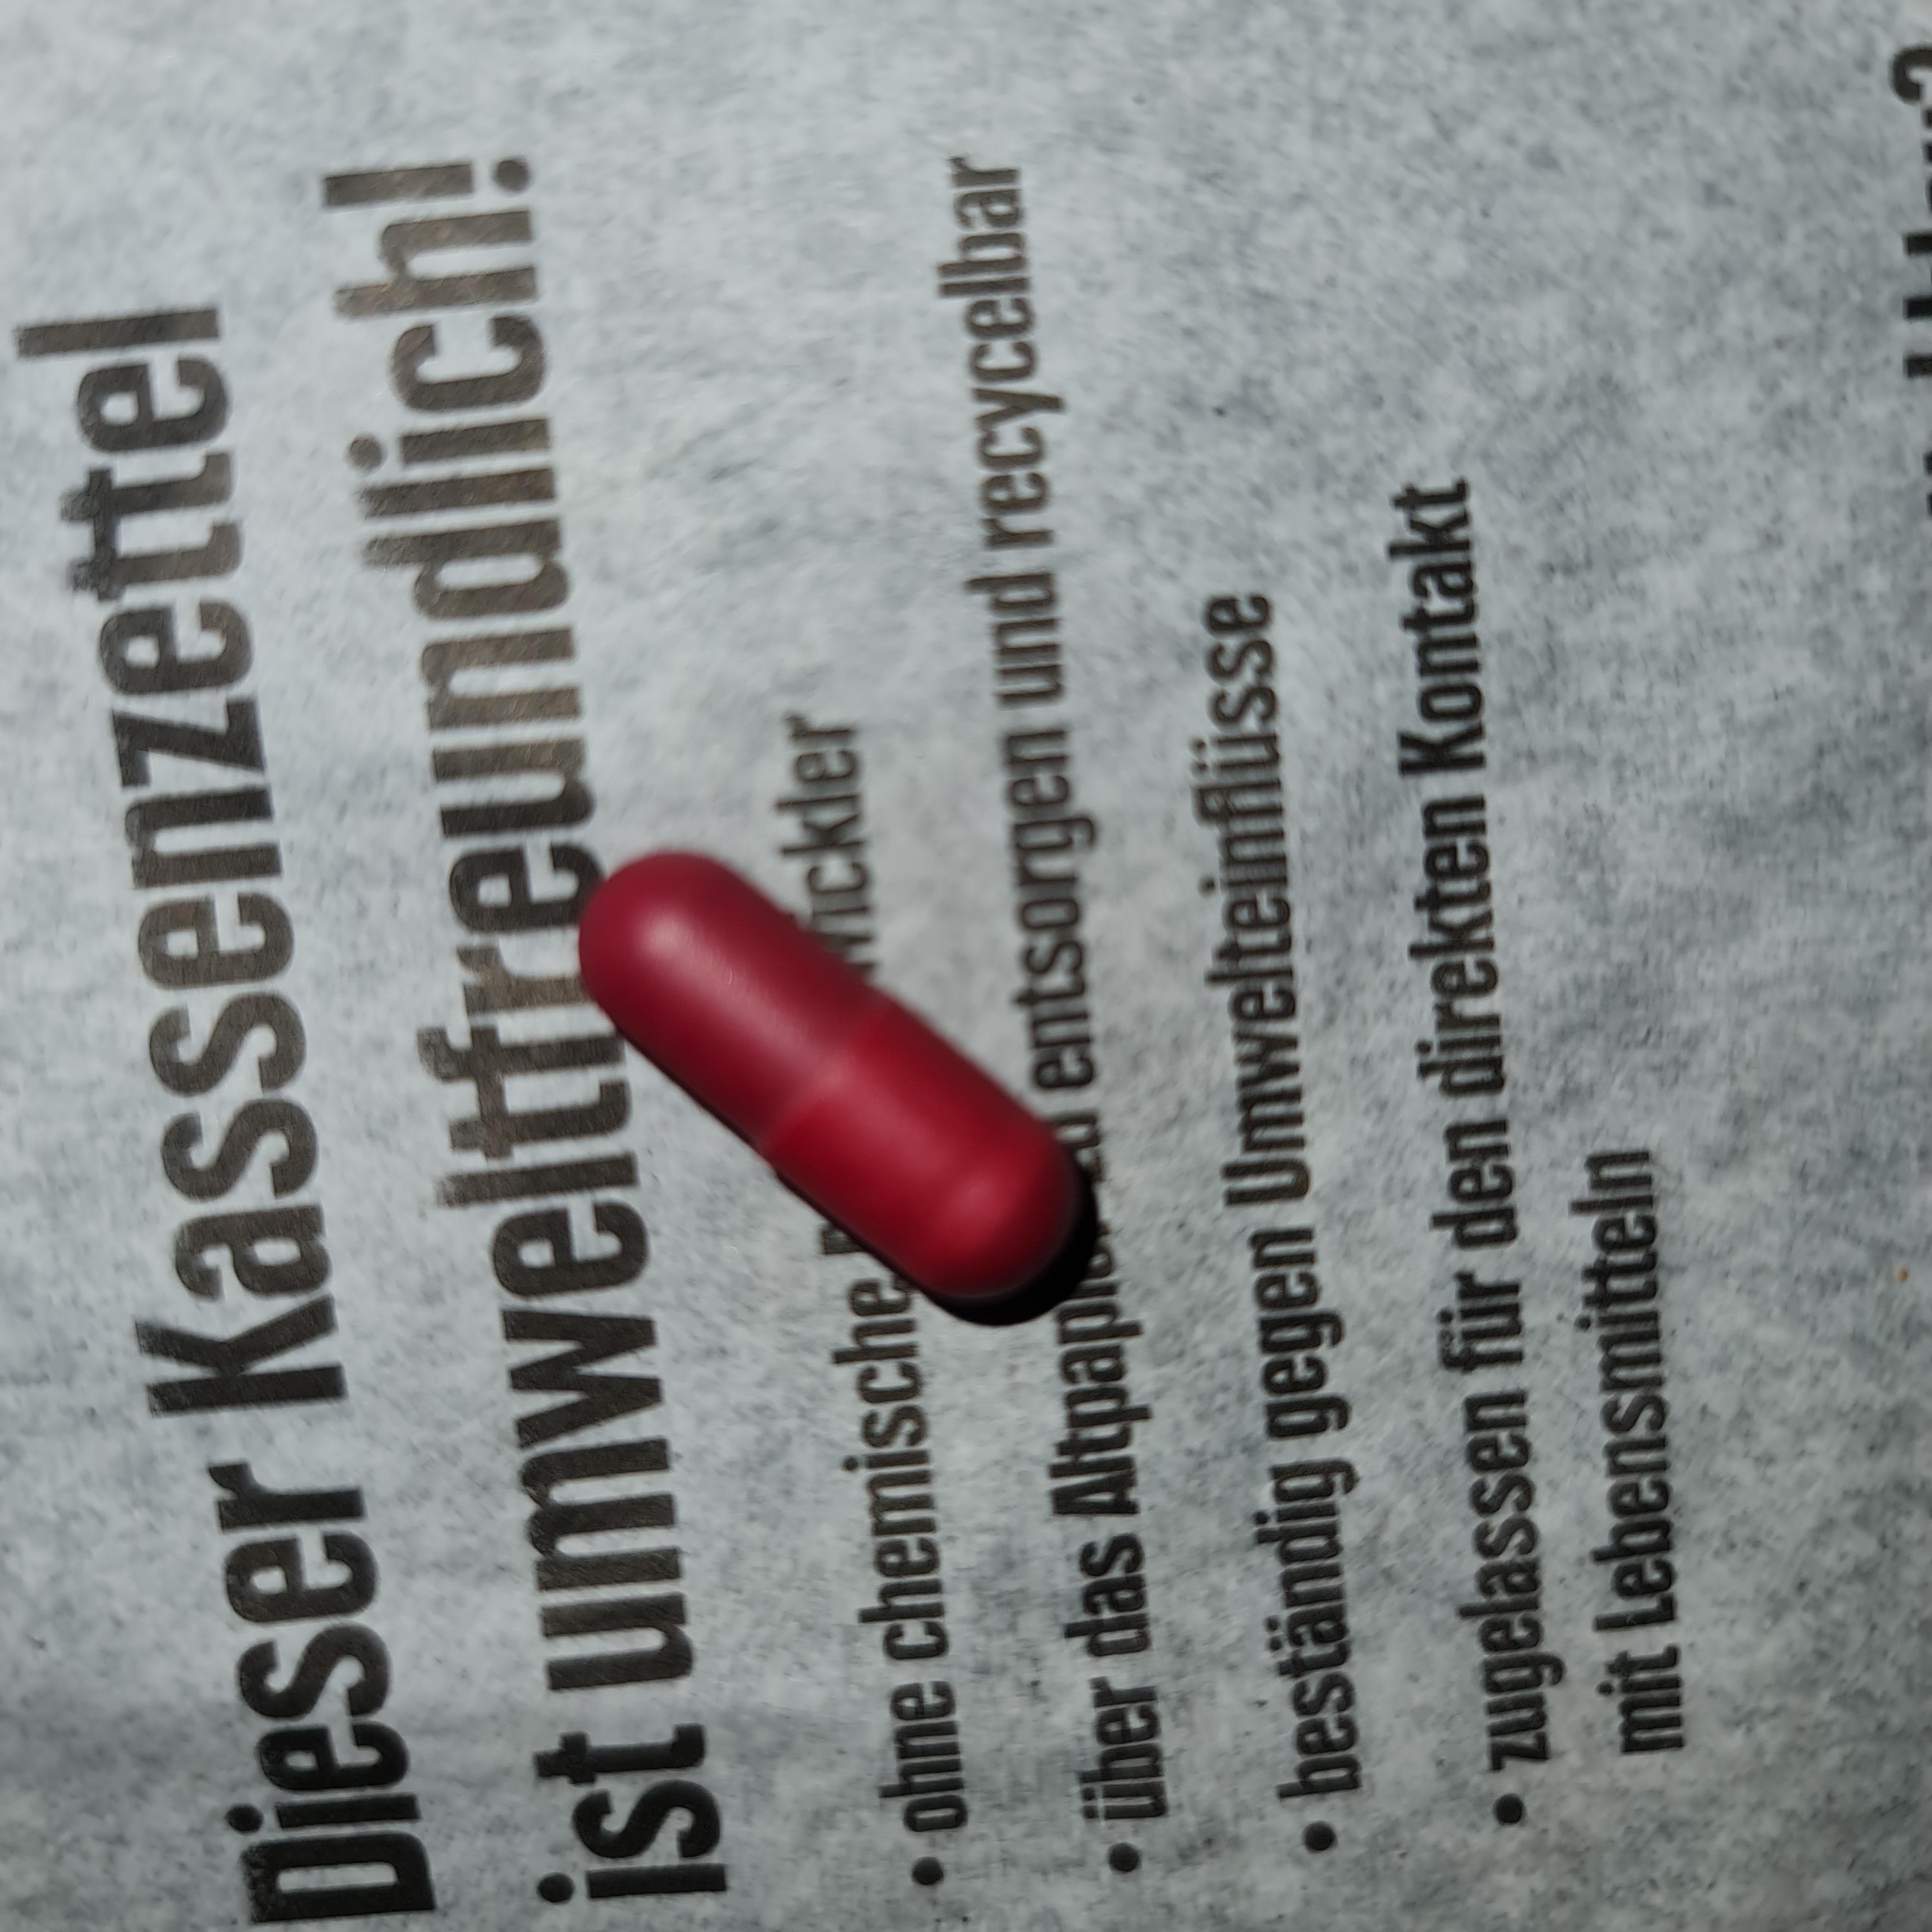 Dieser Kassenzettel
ist umweltfreundlich!
• ohne chemische
• über das entsorgen und recycelbar
• beständig gegen Umwelteinflüsse
• zugelassen für den direkten Kontakt
mit Lebensmitteln